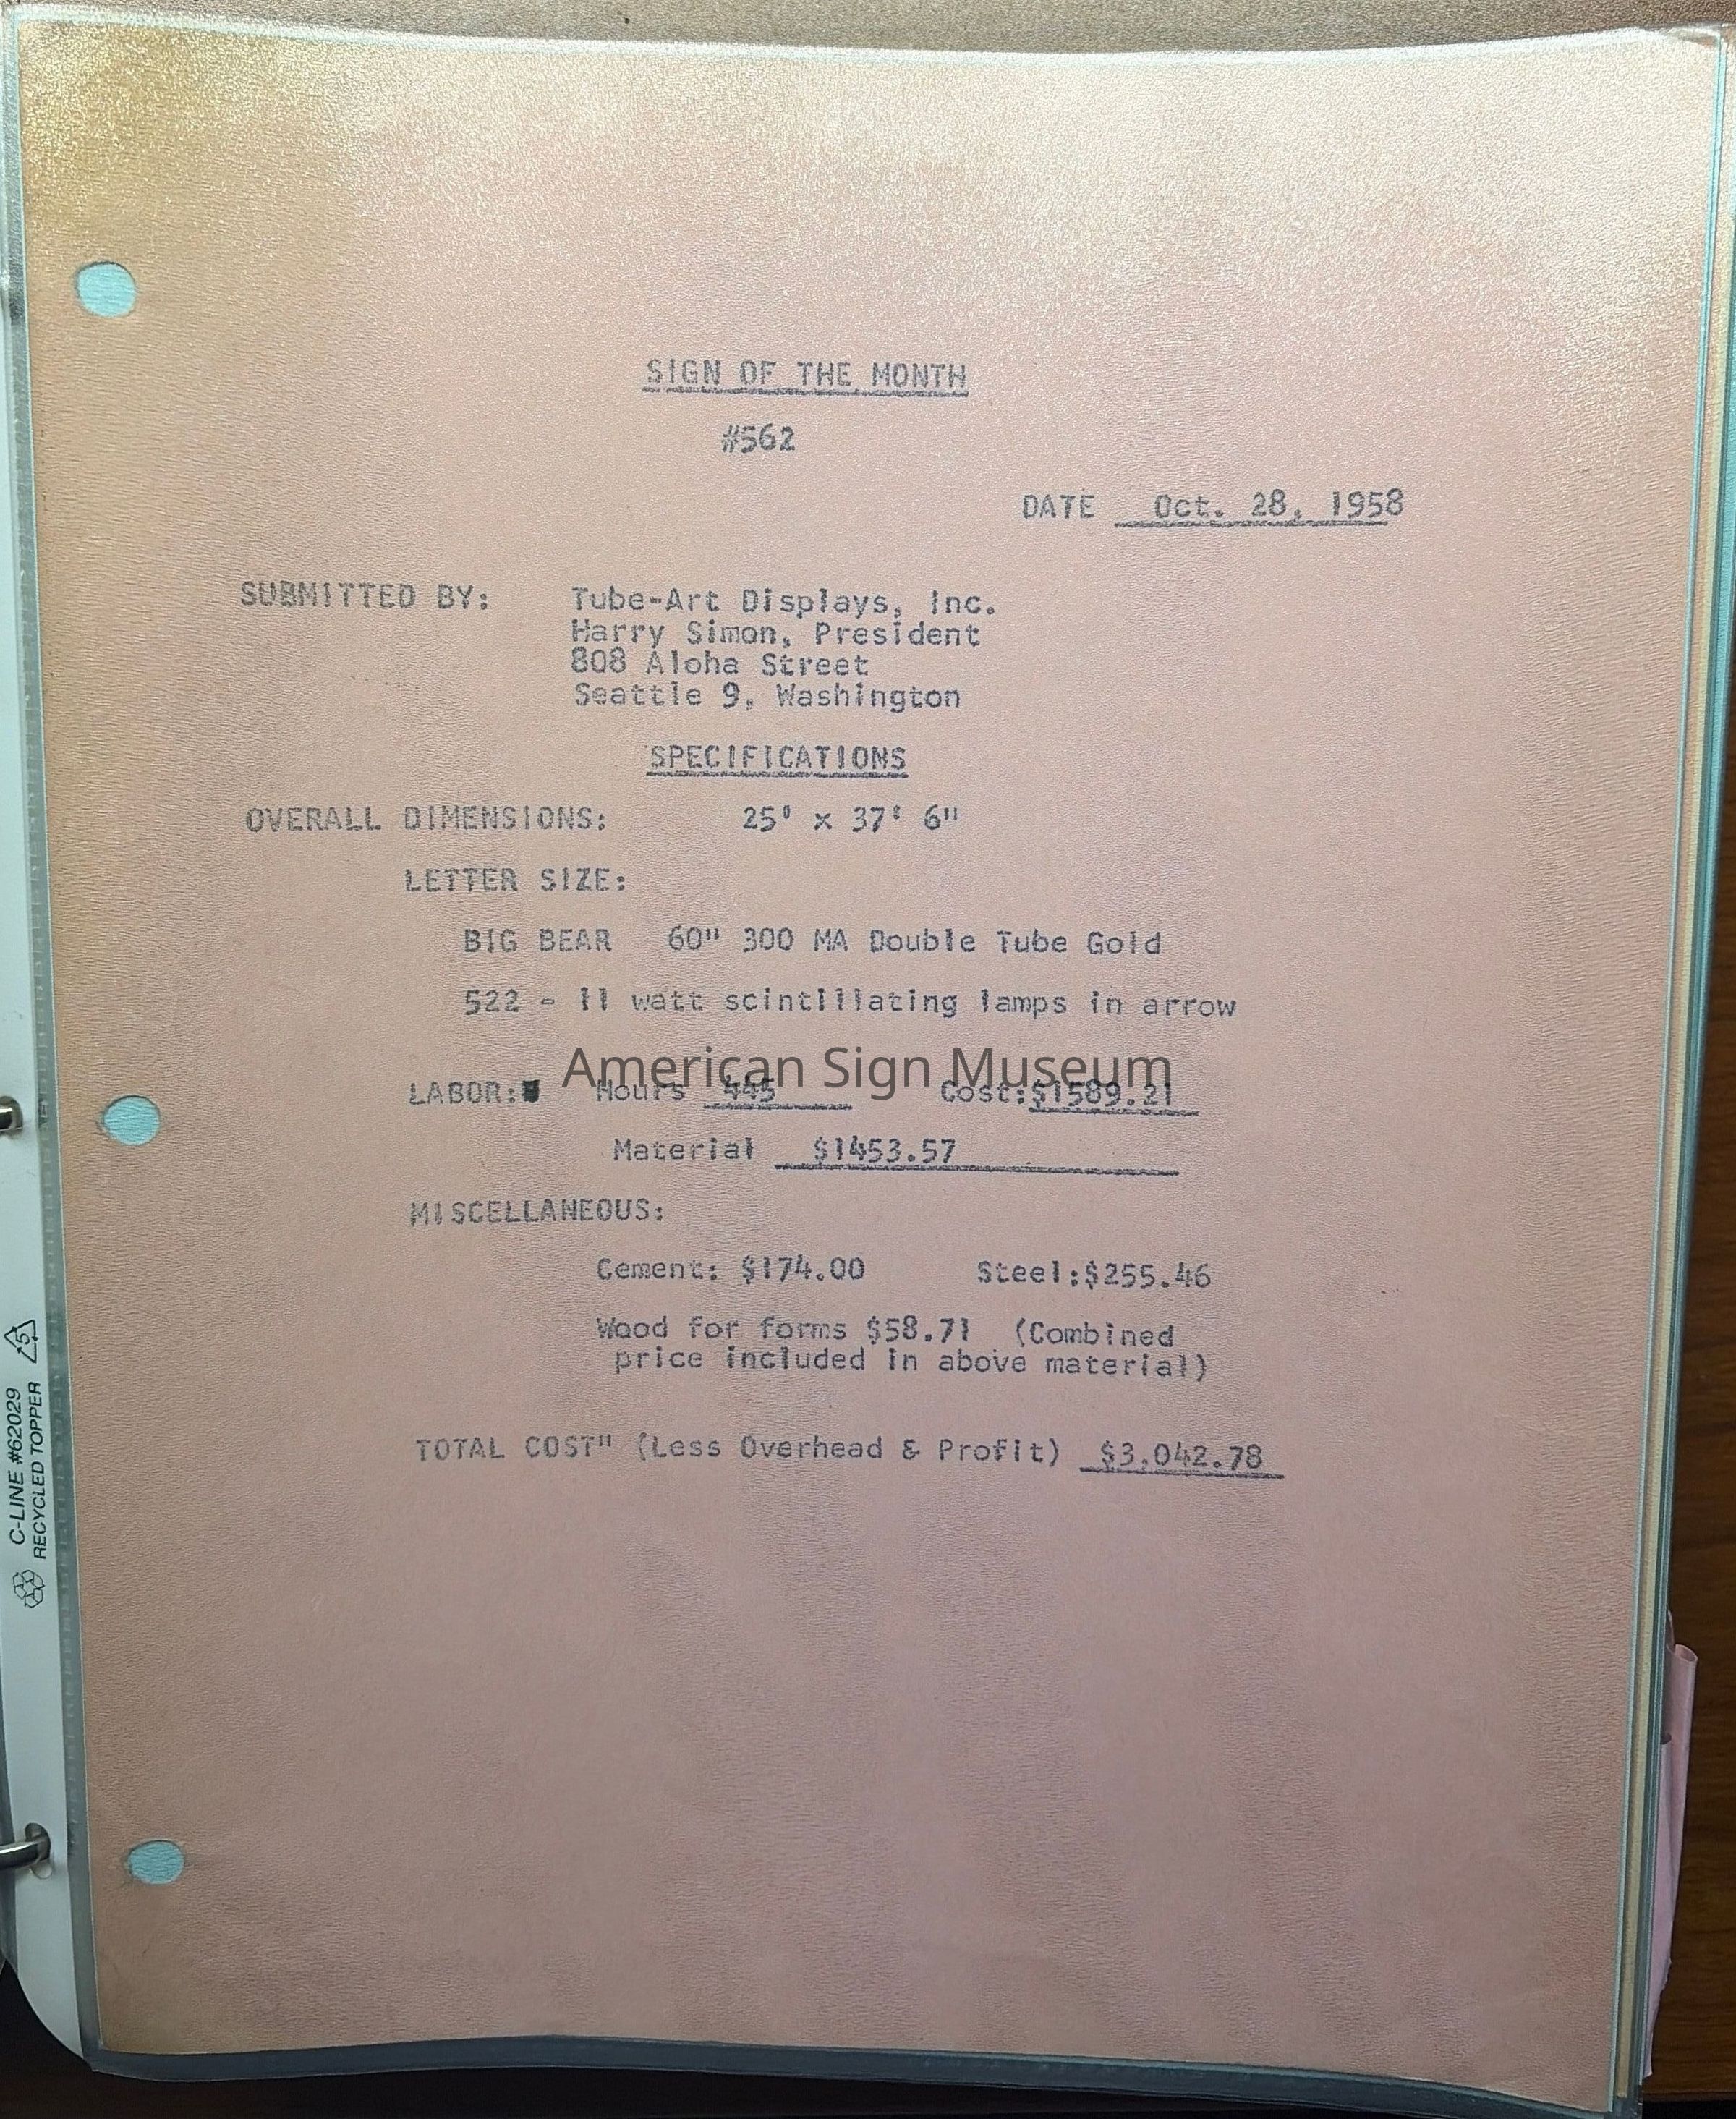 SIGN OF THE MONTH
#562
DATE Oct. 28, 1958
SUBMITTED BY: Tube-Art Displays, Inc.
Harry Simon, President
808 Aloha Street
Seattle 9, Washington
SPECIFICATIONS
OVERALL DIMENSIONS: 25' x 37' 6"
LETTER SIZE:
BIG BEAR 60" 300 MA Double Tube Gold
522 - 11 watt scintillating lamps in arrow
American Sign Museum
LABOR: Hours 445 Cost:$1589.21
Material $1453.57
MISCELLANEOUS:
Cement: $174.00 Steel:$255.46
Wood for forms $58.71 (Combined
price included in above material)
TOTAL COST" (Less Overhead & Profit) $3,042.78
C-LINE #62029
RECYCLED TOPPER
5